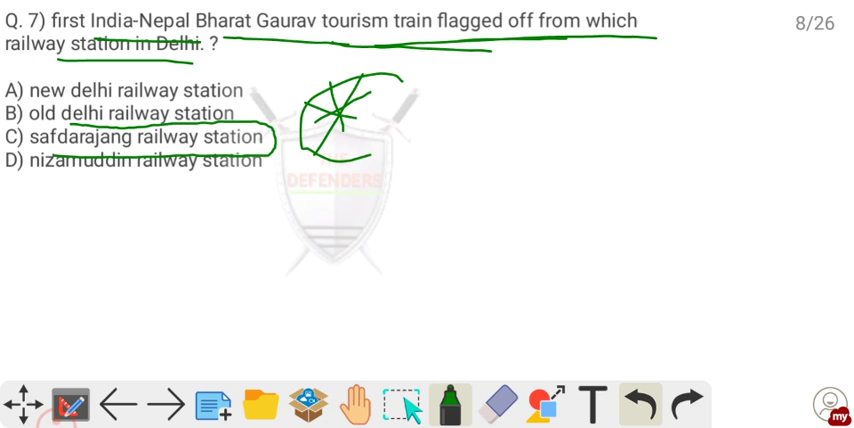 Q. 7) first India-Nepal Bharat Gaurav tourism train flagged off from which
8/26
railway station in Delhi. ?
A) new delhi railway station
B) old delhi railway station
C) safdarajang railway station
D) nizamuddin railway station
DEFENDERS
T
my